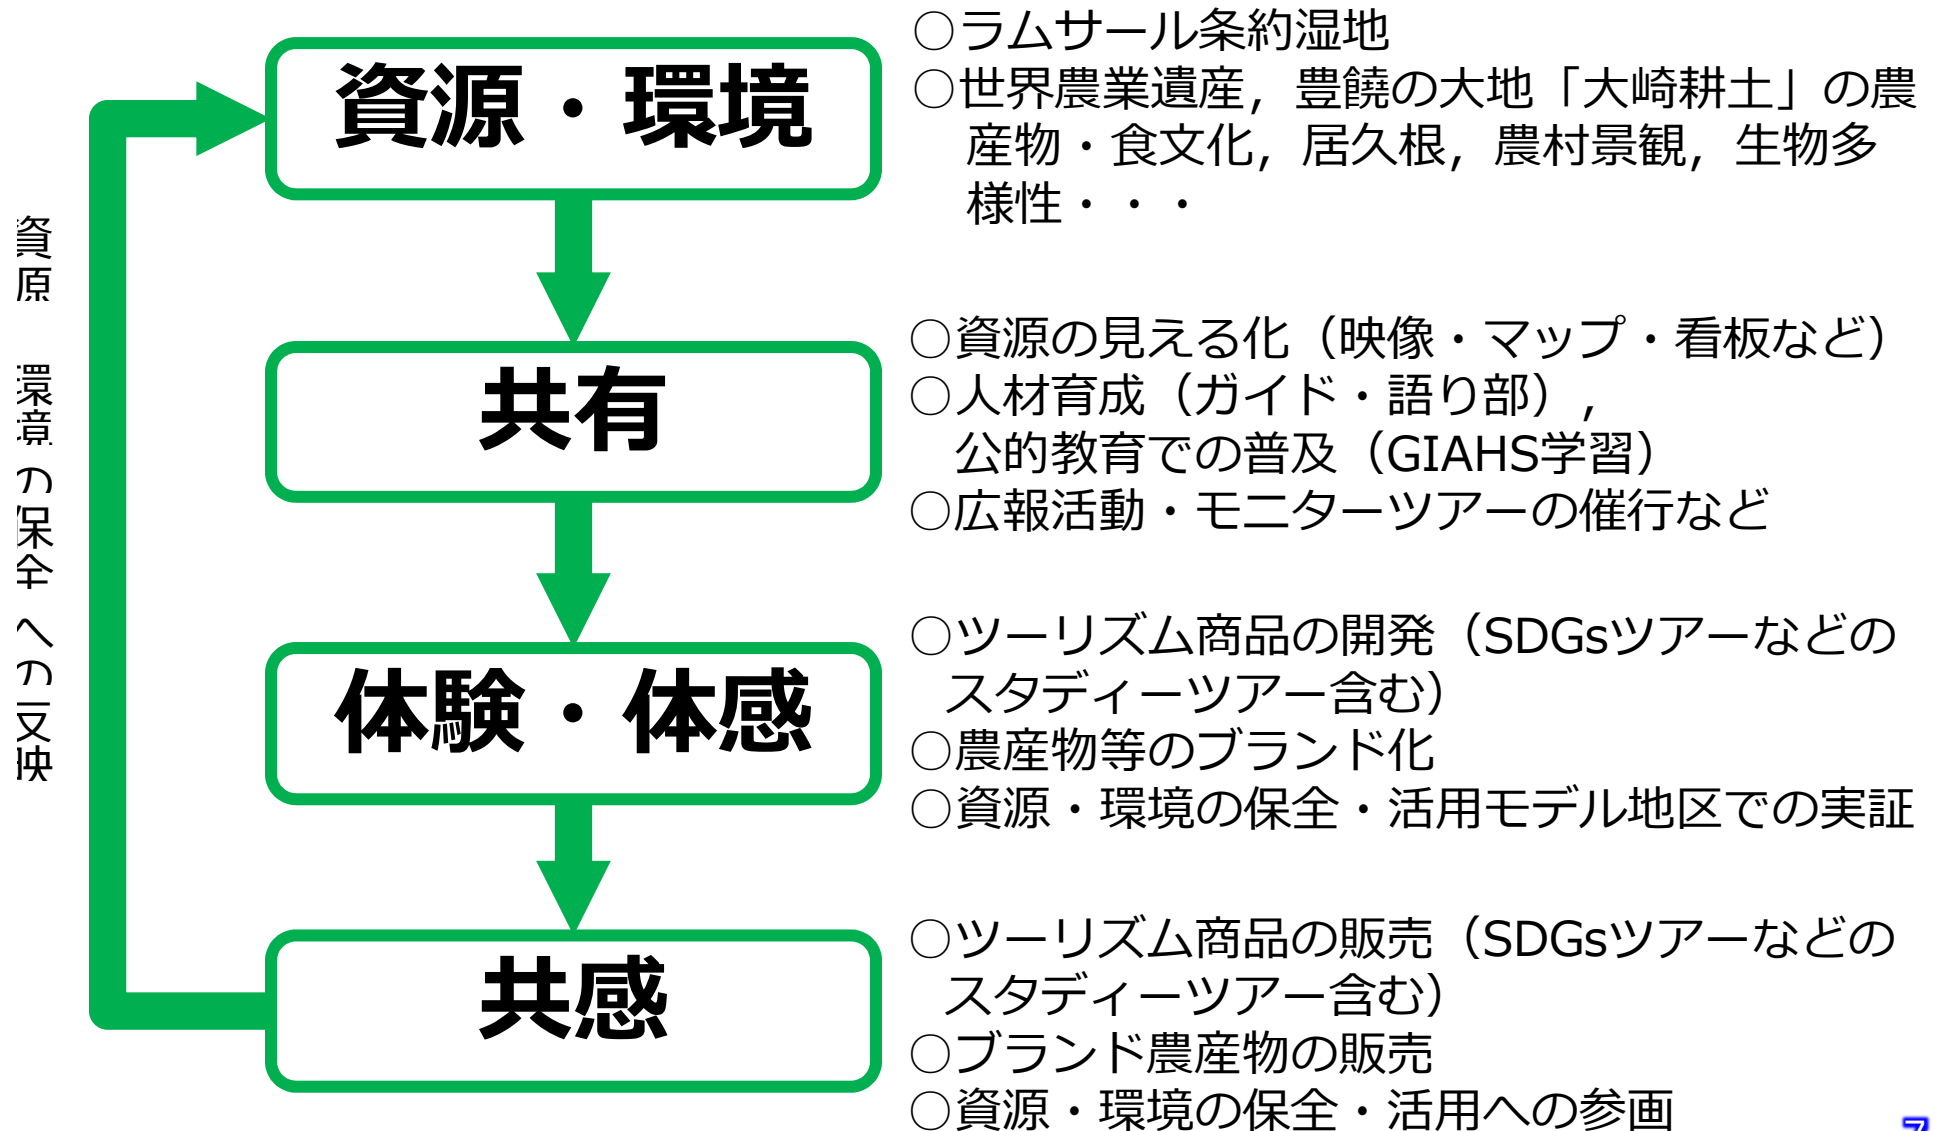 資源・環境
○ラムサール条約湿地
○世界農業遺産，豊饒の大地「大崎耕土」の農
産物・食文化，居久根，農村景観，生物多
様性・・・
共有
○資源の見える化（映像・マップ・看板など）
○人材育成（ガイド・語り部），
公的教育での普及（GIAHS学習）
○広報活動・モニターツアーの催行など
体験・体感
○ツーリズム商品の開発（SDGsツアーなどの
スタディーツアー含む）
○農産物等のブランド化
○資源・環境の保全・活用モデル地区での実証
共感
○ツーリズム商品の販売（SDGsツアーなどの
スタディーツアー含む）
○ブランド農産物の販売
○資源・環境の保全・活用への参画
資源 環境の保全への反映
7